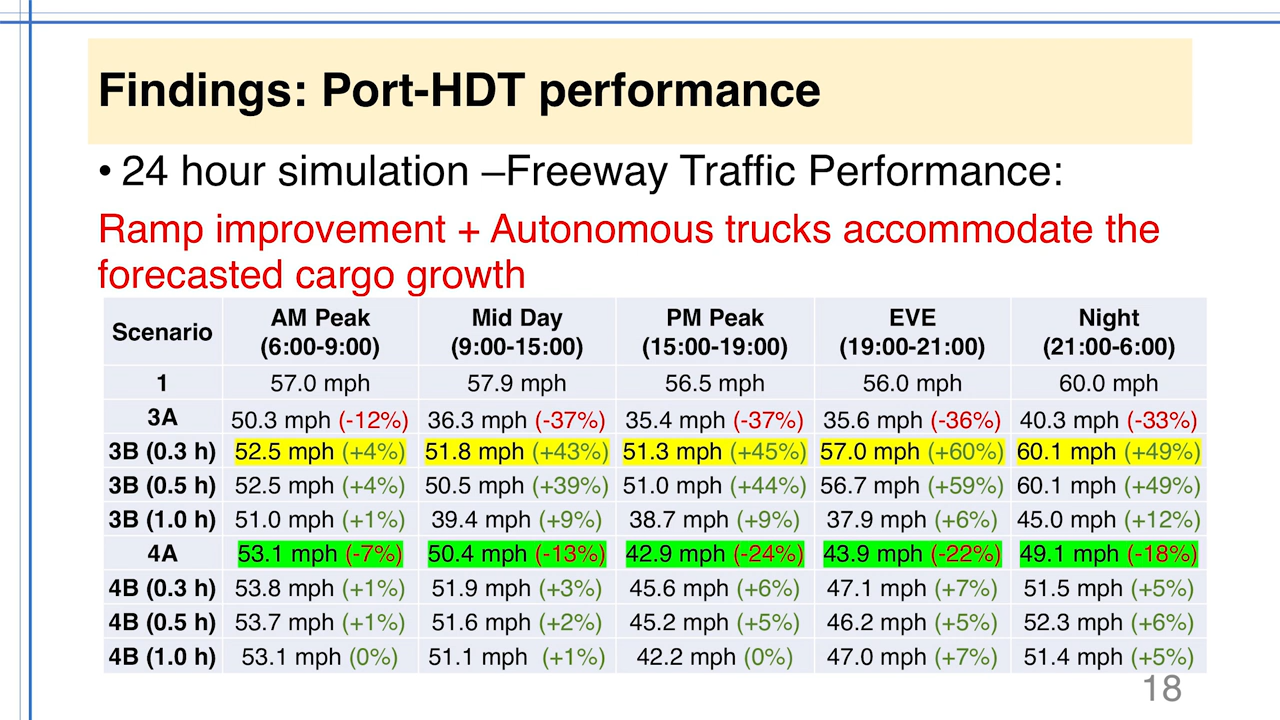 Findings: Port-HDT performance
• 24 hour simulation –Freeway Traffic Performance:
Ramp improvement + Autonomous trucks accommodate the
forecasted cargo growth
Scenario AM Peak (6:00-9:00) Mid Day (9:00-15:00) PM Peak (15:00-19:00) EVE (19:00-21:00) Night (21:00-6:00)
1 57.0 mph 57.9 mph 56.5 mph 56.0 mph 60.0 mph
3A 50.3 mph (-12%) 36.3 mph (-37%) 35.4 mph (-37%) 35.6 mph (-36%) 40.3 mph (-33%)
3B (0.3 h) 52.5 mph (+4%) 51.8 mph (+43%) 51.3 mph (+45%) 57.0 mph (+60%) 60.1 mph (+49%)
3B (0.5 h) 52.5 mph (+4%) 50.5 mph (+39%) 51.0 mph (+44%) 56.7 mph (+59%) 60.1 mph (+49%)
3B (1.0 h) 51.0 mph (+1%) 39.4 mph (+9%) 38.7 mph (+9%) 37.9 mph (+6%) 45.0 mph (+12%)
4A 53.1 mph (-7%) 50.4 mph (-13%) 42.9 mph (-24%) 43.9 mph (-22%) 49.1 mph (-18%)
4B (0.3 h) 53.8 mph (+1%) 51.9 mph (+3%) 45.6 mph (+6%) 47.1 mph (+7%) 51.5 mph (+5%)
4B (0.5 h) 53.7 mph (+1%) 51.6 mph (+2%) 45.2 mph (+5%) 46.2 mph (+5%) 52.3 mph (+6%)
4B (1.0 h) 53.1 mph (0%) 51.1 mph (+1%) 42.2 mph (0%) 47.0 mph (+7%) 51.4 mph (+5%)
18